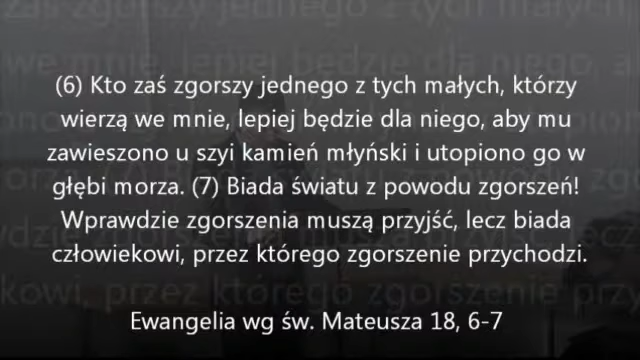 (6) Kto zaś zgorszy jednego z tych małych, którzy
wierzą we mnie, lepiej będzie dla niego, aby mu
zawieszono u szyi kamień młyński i utopiono go w
głębi morza. (7) Biada światu z powodu zgorszeń!
Wprawdzie zgorszenia muszą przyjść, lecz biada
człowiekowi, przez którego zgorszenie przychodzi.
Ewangelia wg św. Mateusza 18, 6-7